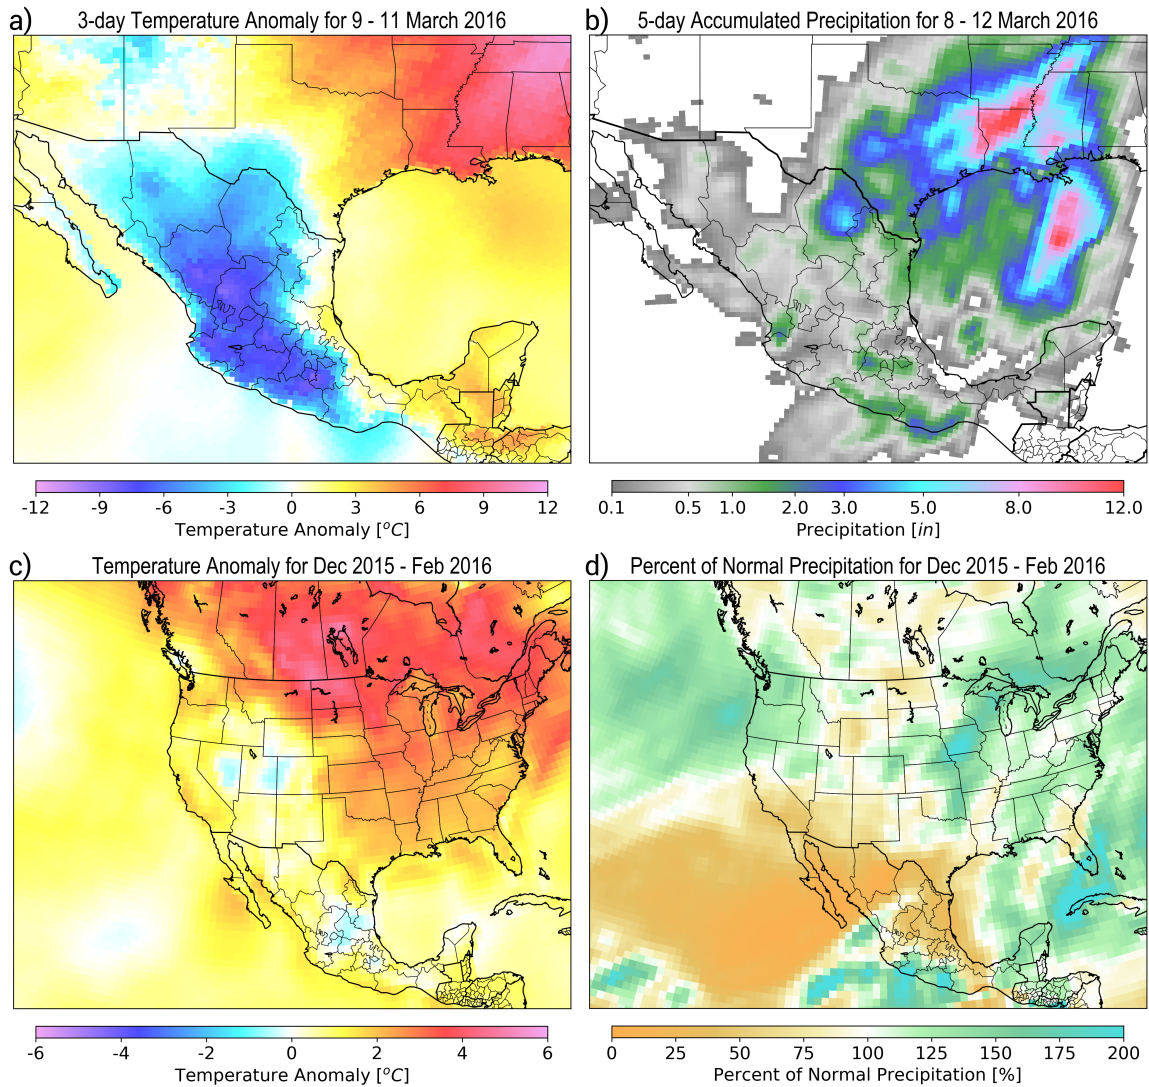 a) 3-day Temperature Anomaly for 9 - 11 March 2016
-12 -9 -6 -3 0 3 6 9 12
Temperature Anomaly [°C]
b) 5-day Accumulated Precipitation for 8 - 12 March 2016
0.1 0.5 1.0 2.0 3.0 5.0 8.0 12.0
Precipitation [in]
c) Temperature Anomaly for Dec 2015 - Feb 2016
-6 -4 -2 0 2 4 6
Temperature Anomaly [°C]
d) Percent of Normal Precipitation for Dec 2015 - Feb 2016
0 25 50 75 100 125 150 175 200
Percent of Normal Precipitation [%]